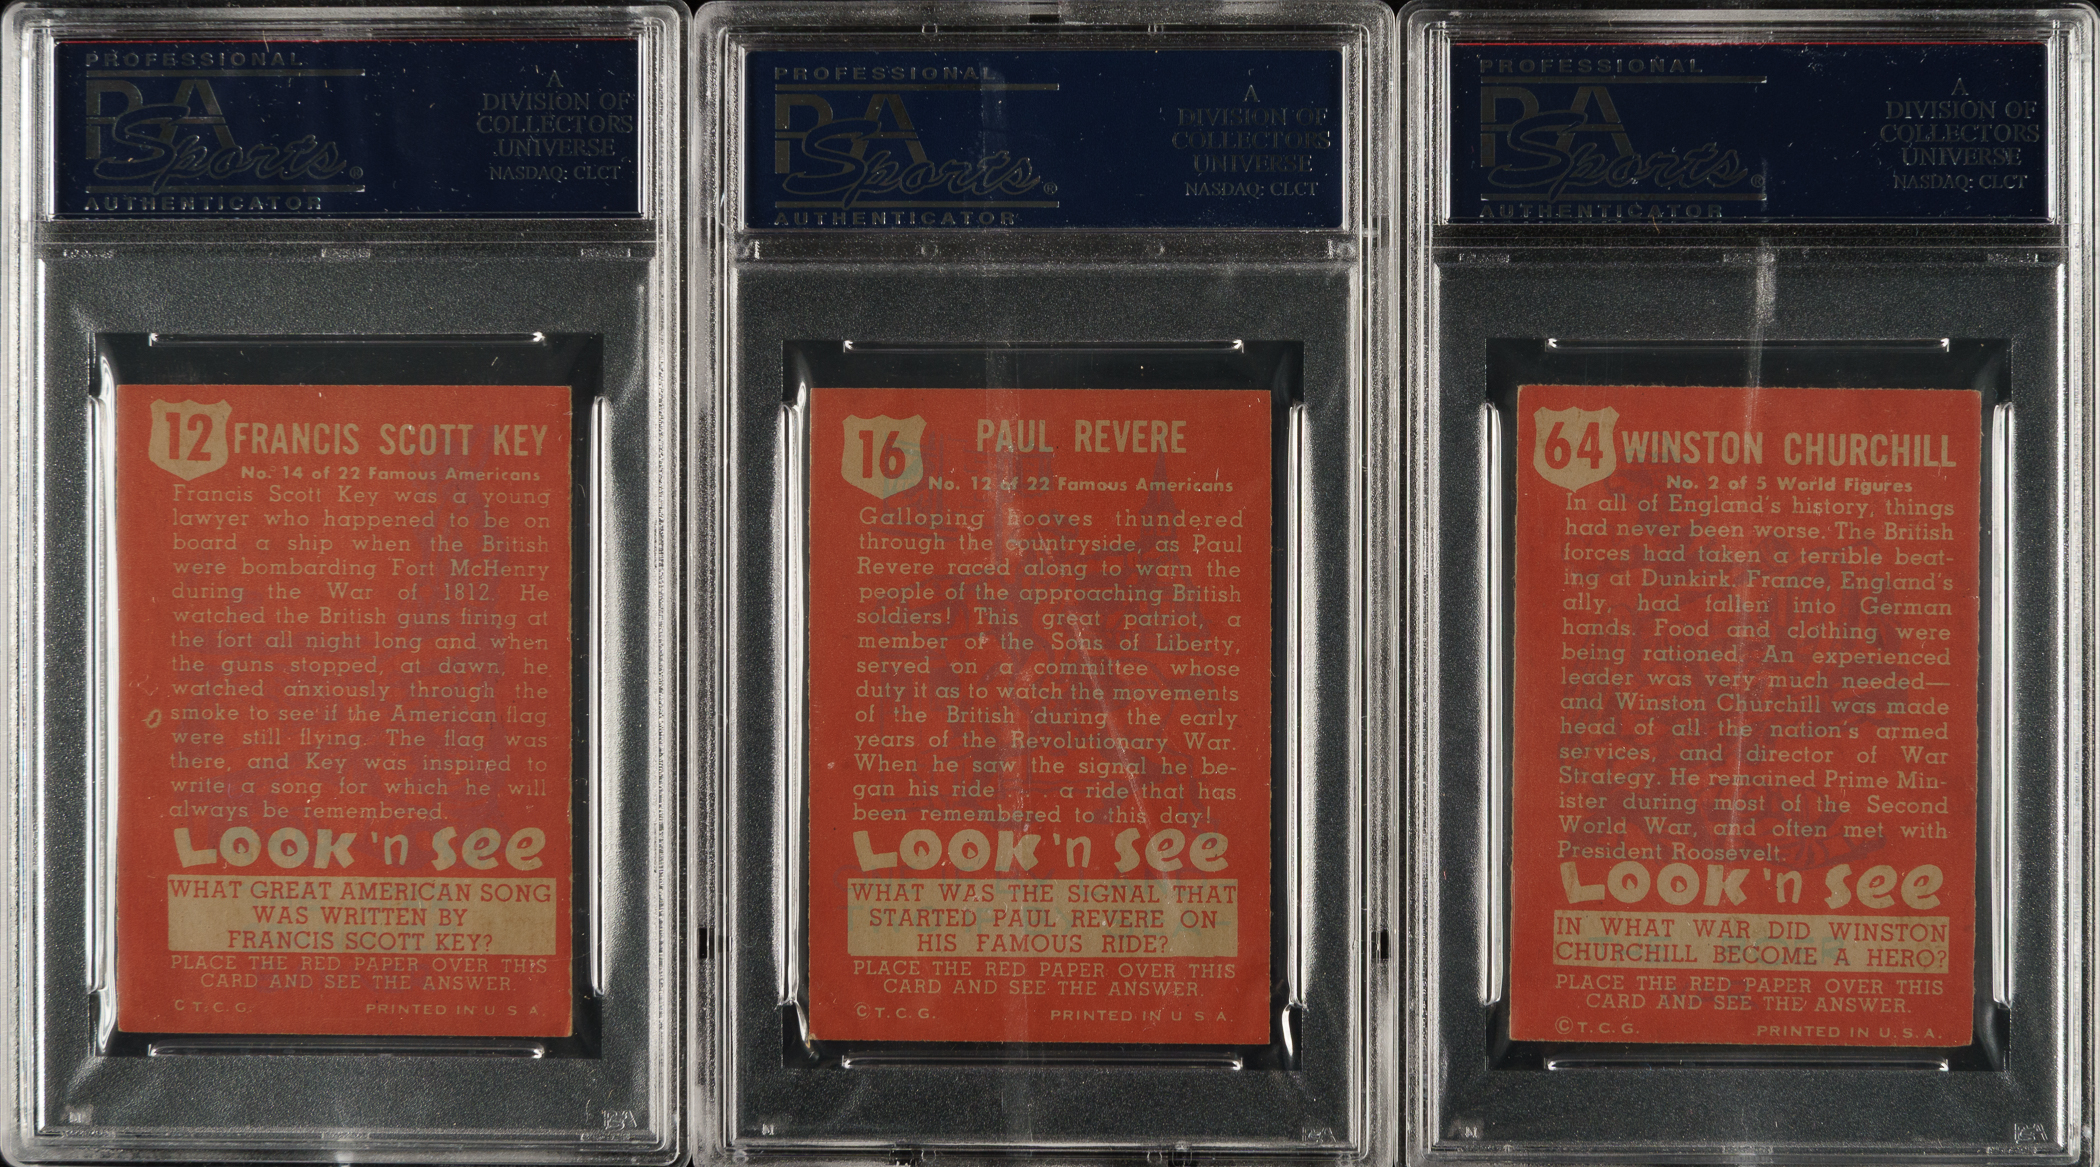 PROFESSIONAL
PSA
Sports®
AUTHENTICATOR
A
DIVISION OF
COLLECTORS
UNIVERSE
NASDAQ: CLCT
12
FRANCIS SCOTT KEY
No. 14 of 22 Famous Americans
Francis Scott Key was a young
lawyer who happened to be on
board a ship when the British
were bombarding Fort McHenry
during the War of 1812. He
watched the British guns firing at
the fort all night long and when
the guns stopped, at dawn, he
watched anxiously through the
smoke to see if the American flag
were still flying. The flag was
there, and Key was inspired to
write a song for which he will
always be remembered.
LOOK 'n See
WHAT GREAT AMERICAN SONG
WAS WRITTEN BY
FRANCIS SCOTT KEY?
PLACE THE RED PAPER OVER THIS
CARD AND SEE THE ANSWER.
© T. C. G. PRINTED IN U S A
PSA
PROFESSIONAL
PSA
Sports®
AUTHENTICATOR
A
DIVISION OF
COLLECTORS
UNIVERSE
NASDAQ: CLCT
16
PAUL REVERE
No. 12 of 22 Famous Americans
Galloping hooves thundered
through the countryside, as Paul
Revere raced along to warn the
people of the approaching British
soldiers! This great patriot, a
member of the Sons of Liberty,
served on a committee whose
duty it as to watch the movements
of the British during the early
years of the Revolutionary War.
When he saw the signal he be-
gan his ride a ride that has
been remembered to this day!
LOOK 'n See
WHAT WAS THE SIGNAL THAT
STARTED PAUL REVERE ON
HIS FAMOUS RIDE?
PLACE THE RED PAPER OVER THIS
CARD AND SEE THE ANSWER.
© T. C. G. PRINTED IN U. S. A.
PSA
PROFESSIONAL
PSA
Sports®
AUTHENTICATOR
A
DIVISION OF
COLLECTORS
UNIVERSE
NASDAQ: CLCT
64
WINSTON CHURCHILL
No. 2 of 5 World Figures
In all of England's history, things
had never been worse. The British
forces had taken a terrible beat-
ing at Dunkirk. France, England's
ally, had fallen into German
hands. Food and clothing were
being rationed. An experienced
leader was very much needed—
and Winston Churchill was made
head of all the nation's armed
services, and director of War
Strategy. He remained Prime Min-
ister during most of the Second
World War, and often met with
President Roosevelt.
LOOK 'n See
IN WHAT WAR DID WINSTON
CHURCHILL BECOME A HERO?
PLACE THE RED PAPER OVER THIS
CARD AND SEE THE ANSWER.
© T. C. G. PRINTED IN U. S. A.
PSA